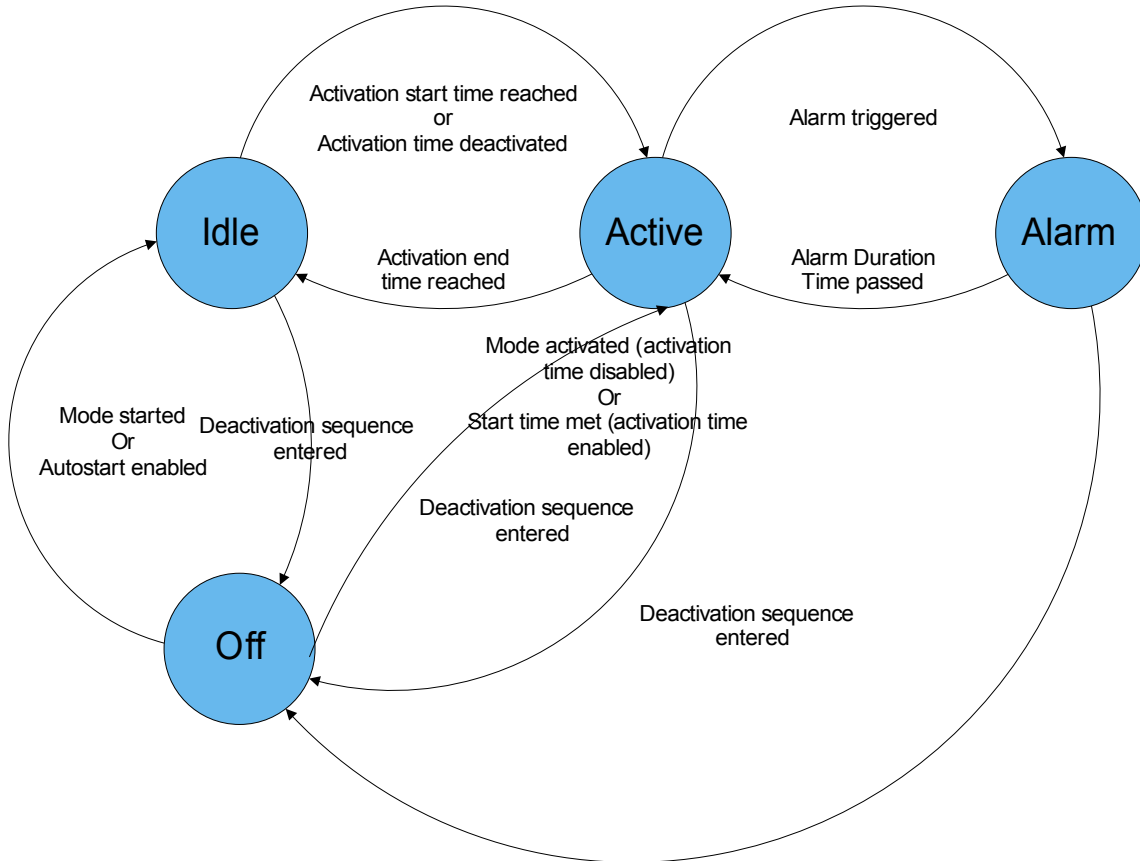 Activation start time reached
or
Activation time deactivated
Alarm triggered
Idle
Active
Alarm
Activation end
time reached
Alarm Duration
Time passed
Mode activated (activation
time disabled)
Or
Start time met (activation time
enabled)
Mode started
Or
Autostart enabled
Deactivation sequence
entered
Deactivation sequence
entered
Off
Deactivation sequence
entered